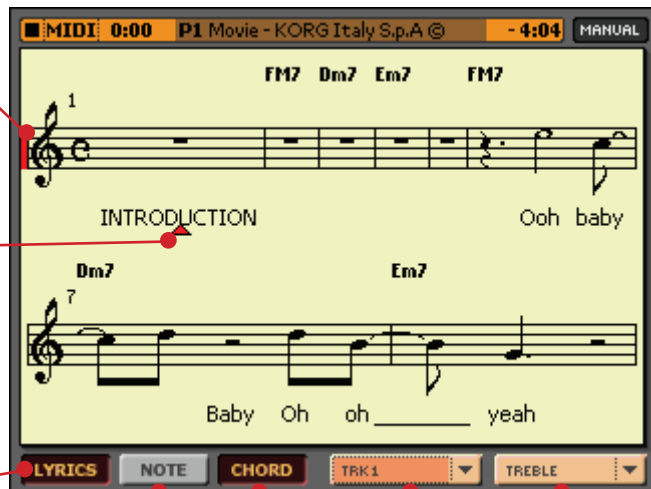 MIDI 0:00 P1 Movie - KORG Italy S.p.A © - 4:04 MANUAL
FM7 Dm7 Em7 FM7
1
INTRODUCTION Ooh baby
Dm7 Em7
7
Baby Oh oh_______ yeah
LYRICS NOTE CHORD TRK1 TREBLE